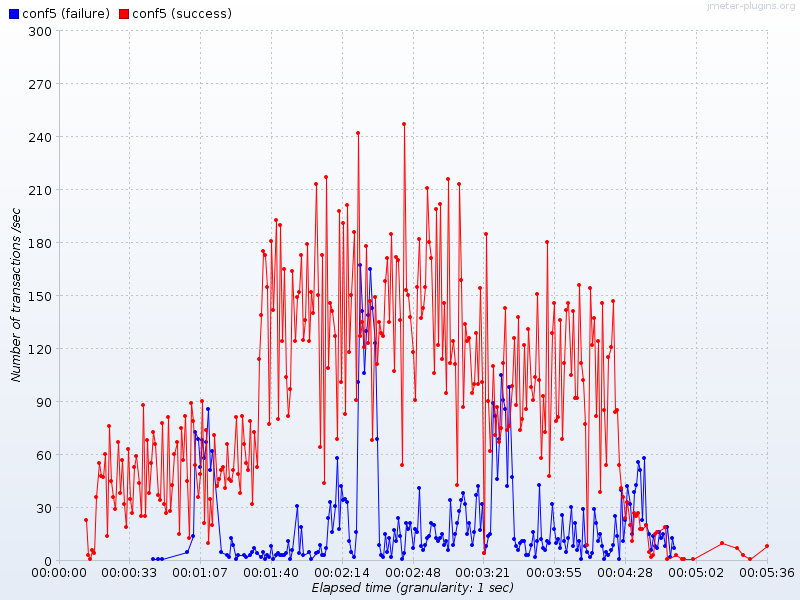 jmeter-plugins.org
conf5 (failure) conf5 (success)
300
270
240
210
180
150
120
90
60
30
0
Number of transactions /sec
00:00:00 00:00:33 00:01:07 00:01:40 00:02:14 00:02:48 00:03:21 00:03:55 00:04:28 00:05:02 00:05:36
Elapsed time (granularity: 1 sec)